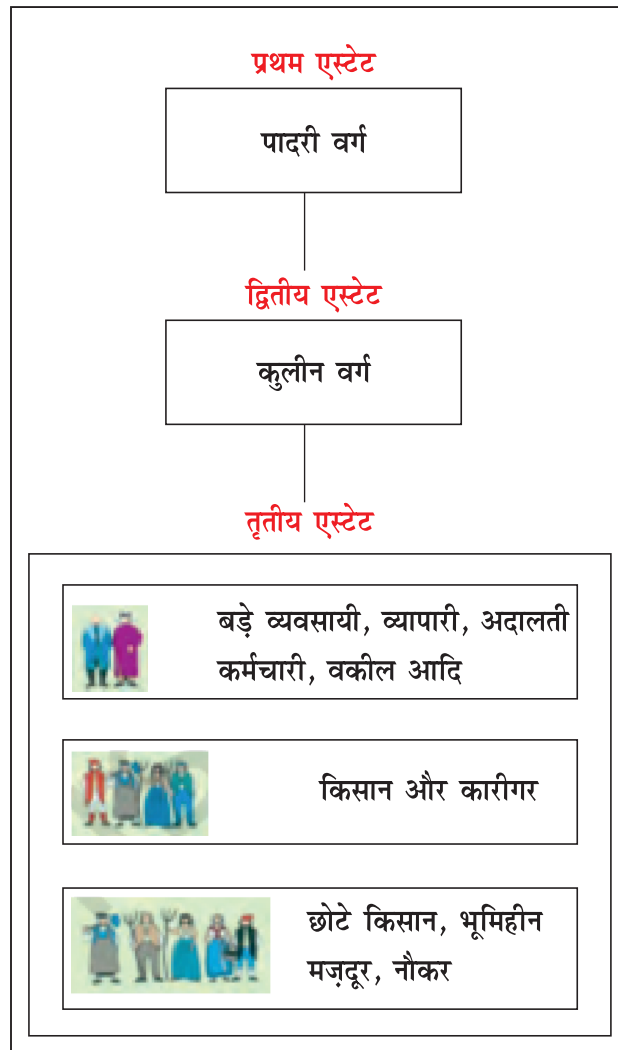 प्रथम एस्टेट
पादरी वर्ग
द्वितीय एस्टेट
कुलीन वर्ग
तृतीय एस्टेट
बड़े व्यवसायी, व्यापारी, अदालती
कर्मचारी, वकील आदि
किसान और कारीगर
छोटे किसान, भूमिहीन
मज़दूर, नौकर